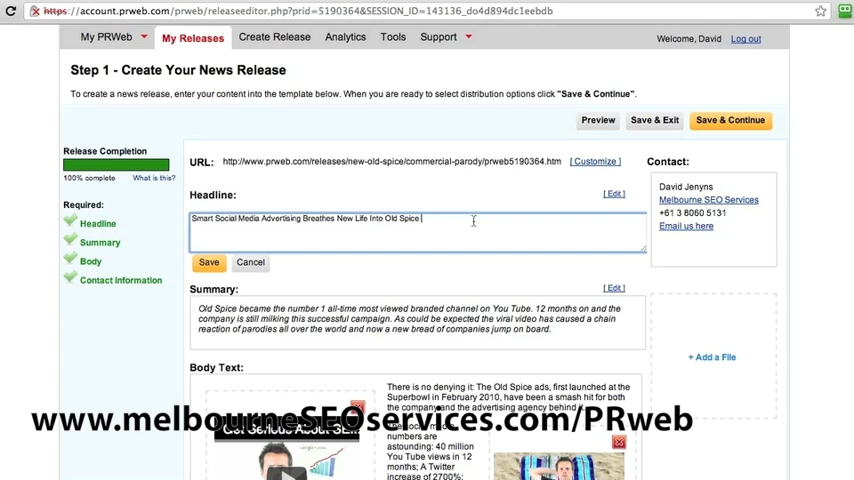 https://account.prweb.com/prweb/releaseeditor.php?prid=5190364&SESSION_ID=143136_do4d894dc1eebdb
My PRWeb My Releases Create Release Analytics Tools Support Welcome, David Log out
Step 1 - Create Your News Release
To create a news release, enter your content into the template below. When you are ready to select distribution options click "Save & Continue".
Preview Save & Exit Save & Continue
Release Completion
100% complete What is this?
Required:
Headline
Summary
Body
Contact Information
URL: http://www.prweb.com/releases/new-old-spice/commercial-parody/prweb5190364.htm [ Customize ]
Headline: [ Edit ]
Smart Social Media Advertising Breathes New Life Into Old Spice
Save Cancel
Summary: [ Edit ]
Old Spice became the number 1 all-time most viewed branded channel on You Tube. 12 months on and the
company is still milking this successful campaign. As could be expected the viral video has caused a chain
reaction of parodies all over the world and now a new bread of companies jump on board.
Body Text: [ Edit ]
There is no denying it: The Old Spice ads, first launched at the
Superbowl in February 2010, have been a smash hit for both
the company and the advertising agency behind it.
numbers are
astounding: 40 million
You Tube views in 12
months; A Twitter
increase of 2700%;
Contact:
David Jenyns
Melbourne SEO Services
+61 3 8060 5131
Email us here
+ Add a File
www.melbourneSEOservices.com/PRweb